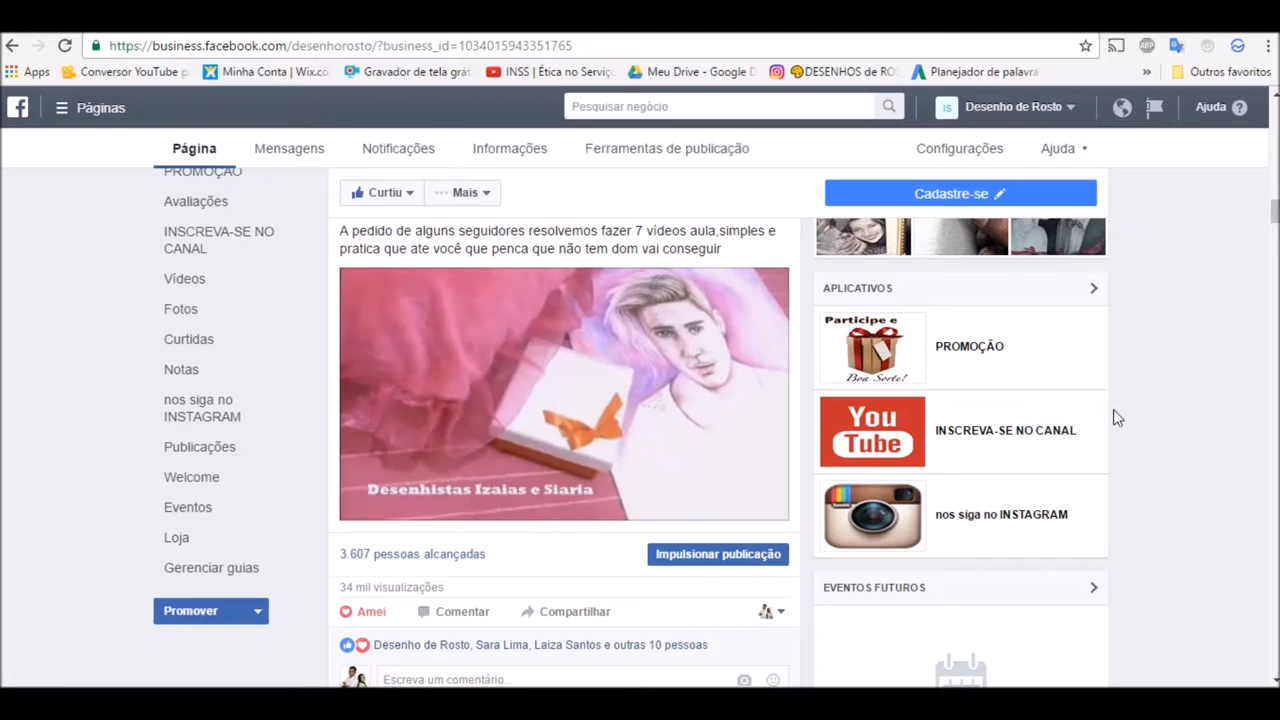 https://business.facebook.com/desenhorosto/?business_id=1034015943351765
ABP
Apps
Conversor YouTube p
Minha Conta | Wix.co
Gravador de tela grát
INSS | Ética no Serviç
Meu Drive - Google D
DESENHOS de ROS
Planejador de palavra
»
Outros favoritos
Páginas
Pesquisar negócio
IS
Desenho de Rosto
Ajuda
Página
Mensagens
Notificações
Informações
Ferramentas de publicação
Configurações
Ajuda
PROMOÇÃO
Avaliações
INSCREVA-SE NO
CANAL
Vídeos
Fotos
Curtidas
Notas
nos siga no
INSTAGRAM
Publicações
Welcome
Eventos
Loja
Gerenciar guias
Promover
Curtiu
Mais
Cadastre-se
A pedido de alguns seguidores resolvemos fazer 7 vídeos aula,simples e
pratica que ate você que penca que não tem dom vai conseguir
Desenhistas Izaias e Siaria
3.607 pessoas alcançadas
Impulsionar publicação
34 mil visualizações
Amei
Comentar
Compartilhar
Desenho de Rosto, Sara Lima, Laiza Santos e outras 10 pessoas
Escreva um comentário...
APLICATIVOS
Participe e
Boa Sorte!
PROMOÇÃO
You
Tube
INSCREVA-SE NO CANAL
nos siga no INSTAGRAM
EVENTOS FUTUROS